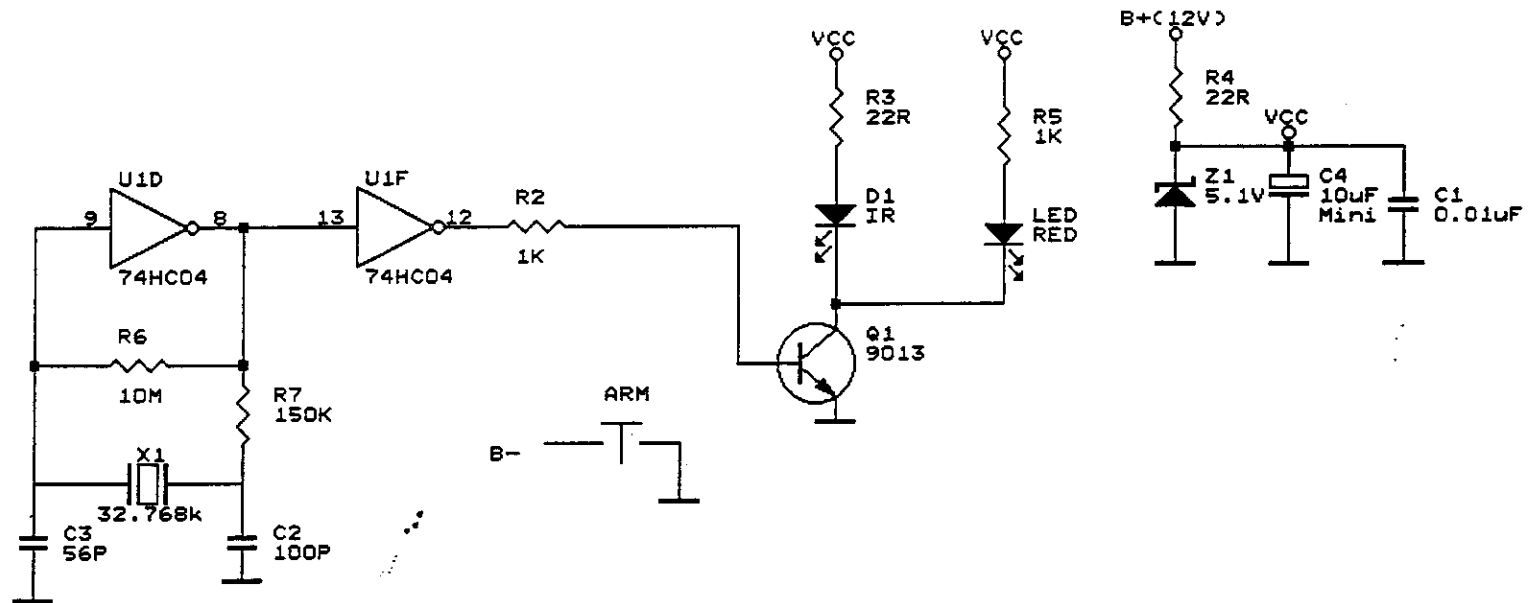 B+(12V)
VCC
VCC
R4
22R
R3
22R
R5
1K
VCC
U1D
U1F
R2
Z1
5.1V
C4
10uF
Mini
C1
0.01uF
D1
IR
LED
RED
9
8
13
12
1K
74HC04
74HC04
R6
Q1
9013
10M
R7
150K
ARM
B-
X1
32.768k
C3
56P
C2
100P